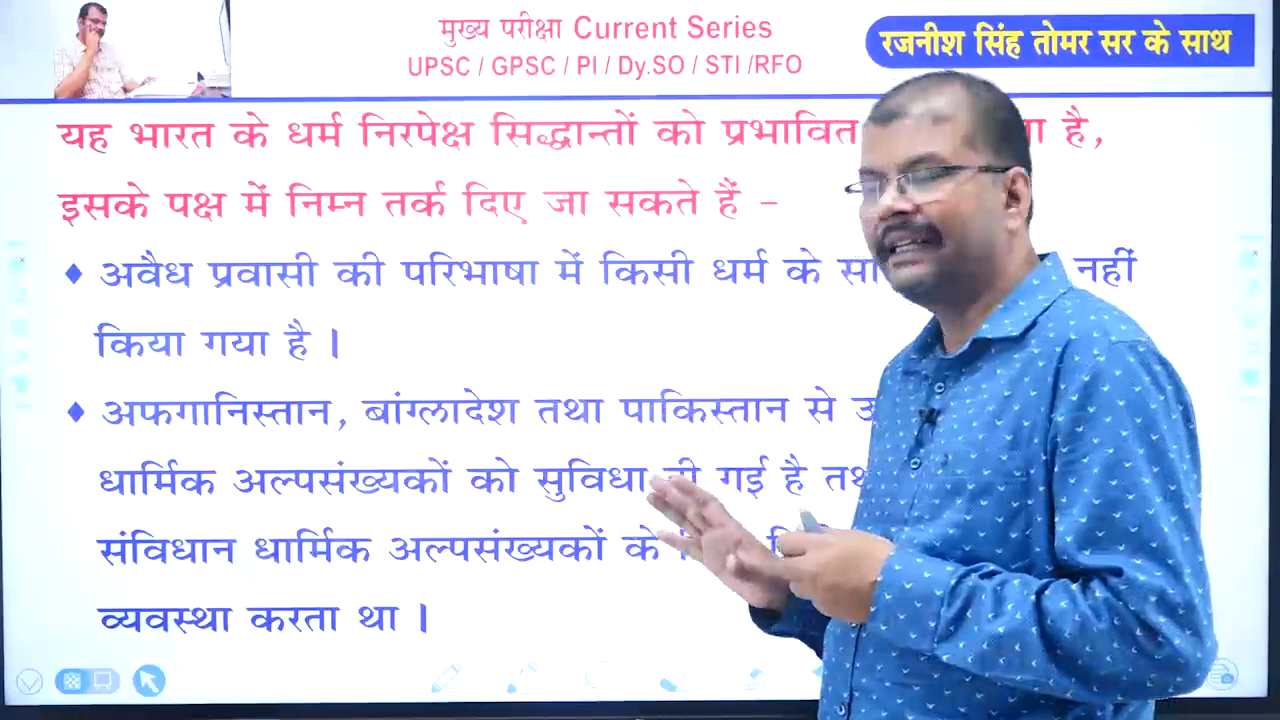 मुख्य परीक्षा Current Series
UPSC / GPSC / PI / Dy.SO / STI /RFO
रजनीश सिंह तोमर सर के साथ
यह भारत के धर्म निरपेक्ष सिद्धान्तों को प्रभावित है,
इसके पक्ष में निम्न तर्क दिए जा सकते हैं -
♦ अवैध प्रवासी की परिभाषा में किसी धर्म के नहीं
किया गया है ।
♦ अफगानिस्तान, बांग्लादेश तथा पाकिस्तान से
धार्मिक अल्पसंख्यकों को सुविधा दी गई है
संविधान धार्मिक अल्पसंख्यकों के
व्यवस्था करता था ।